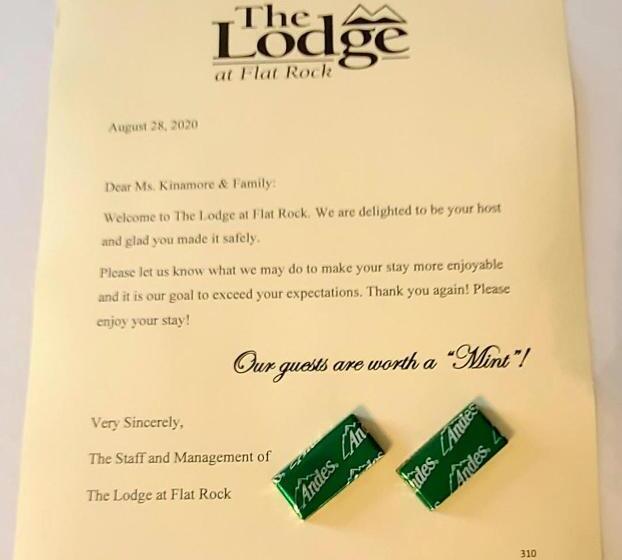 The
Lodge
at Flat Rock
August 28, 2020
Dear Ms. Kinamore & Family:
Welcome to The Lodge at Flat Rock. We are delighted to be your host
and glad you made it safely.
Please let us know what we may do to make your stay more enjoyable
and it is our goal to exceed your expectations. Thank you again! Please
enjoy your stay!
Our guests are worth a "Mint"!
Very Sincerely,
The Staff and Management of
The Lodge at Flat Rock
Andes
An
Andes
Andes
des
310